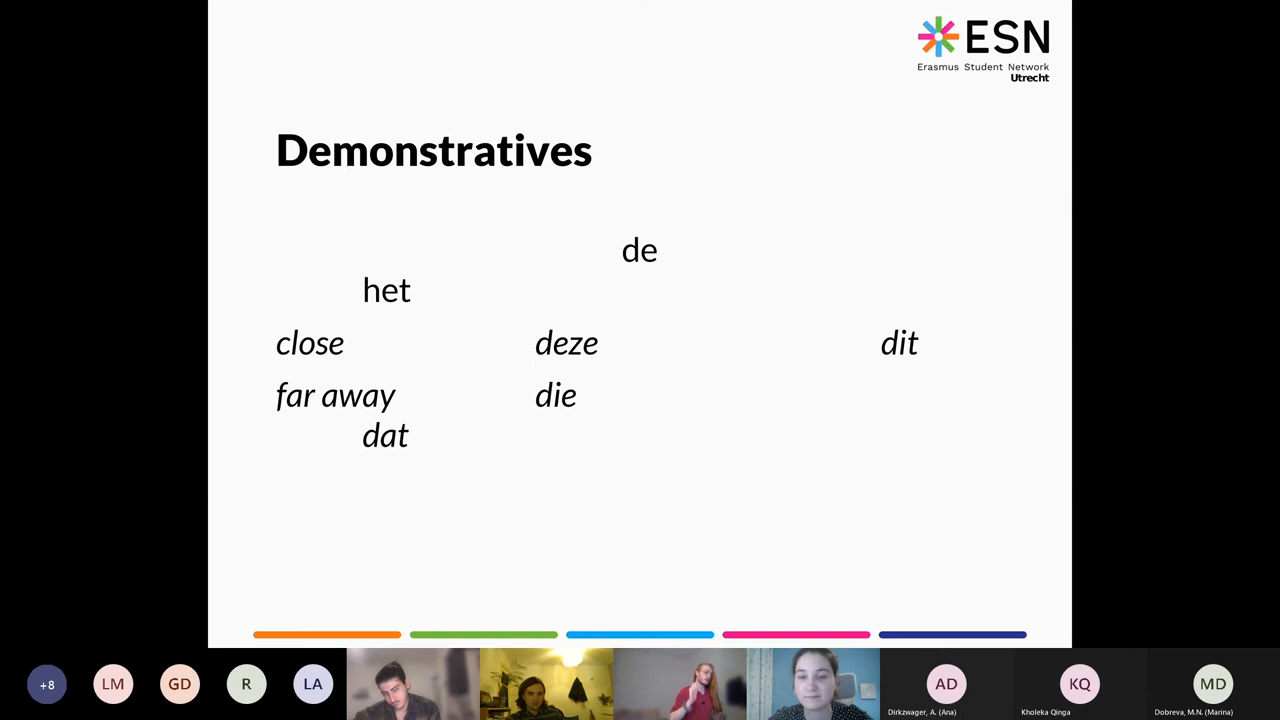 ESN
Erasmus Student Network
Utrecht
Demonstratives
de
het
close deze dit
far away die
dat
+8 LM GD R LA AD KQ MD
Dirkzwager, A. (Ana) Kholeka Qinga Dobreva, M.N. (Marina)